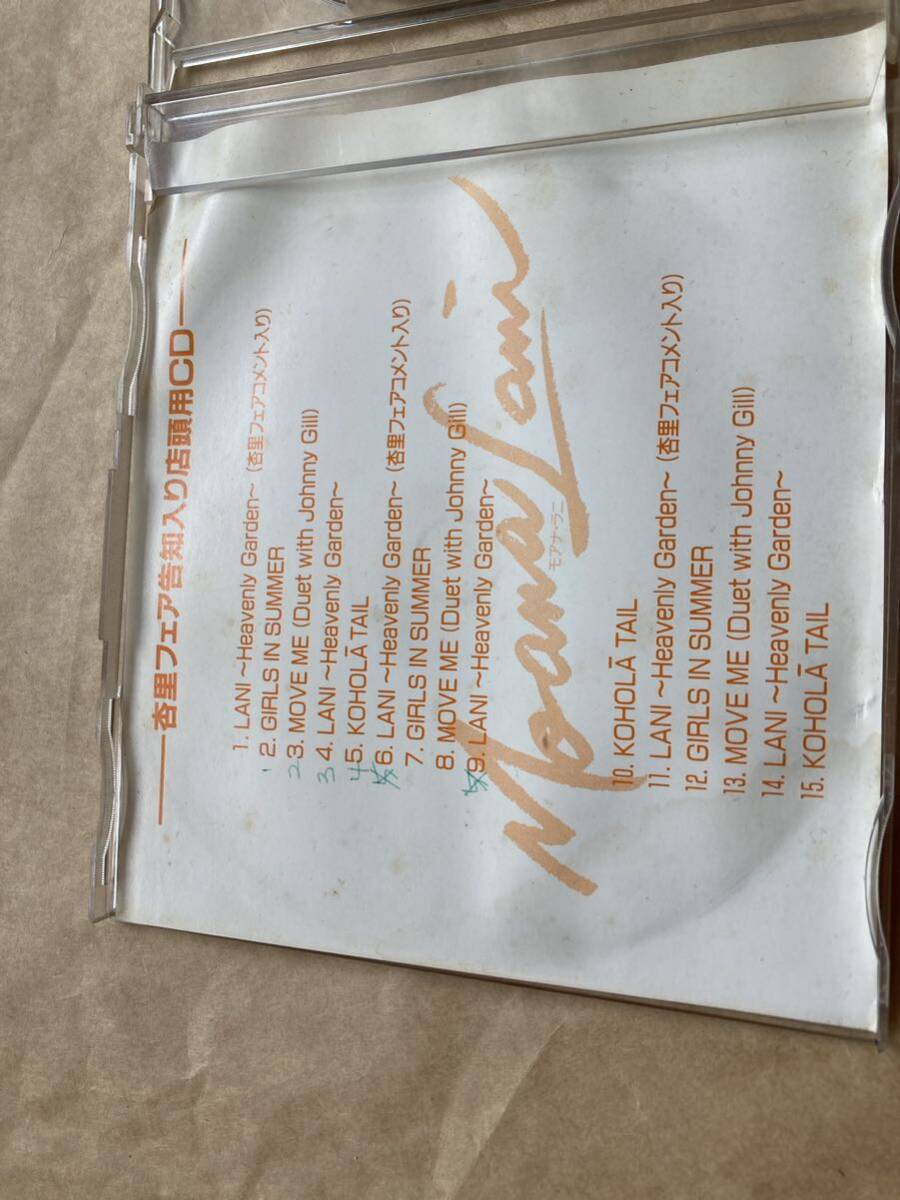 杏里フェア告知入り店頭用CD
1. LANI ~Heavenly Garden~ (杏里フェアコメント入り)
2. GIRLS IN SUMMER
2 3. MOVE ME (Duet with Johnny Gill)
3 4. LANI ~Heavenly Garden~
4 5. KOHOLĀ TAIL
6. LANI ~Heavenly Garden~ (杏里フェアコメント入り)
7. GIRLS IN SUMMER
8. MOVE ME (Duet with Johnny Gill)
9. LANI ~Heavenly Garden~
Moana Lani
モアナ・ラニ
10. KOHOLĀ TAIL
11. LANI ~Heavenly Garden~ (杏里フェアコメント入り)
12. GIRLS IN SUMMER
13. MOVE ME (Duet with Johnny Gill)
14. LANI ~Heavenly Garden~
15. KOHOLĀ TAIL